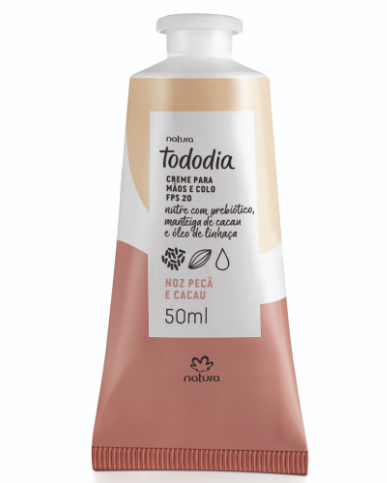 natura
Tododia
CREME PARA
MÃOS E COLO
FPS 20
nutre com prebiótico,
manteiga de cacau
e óleo de linhaça
NOZ PECÃ
E CACAU
50ml
natura